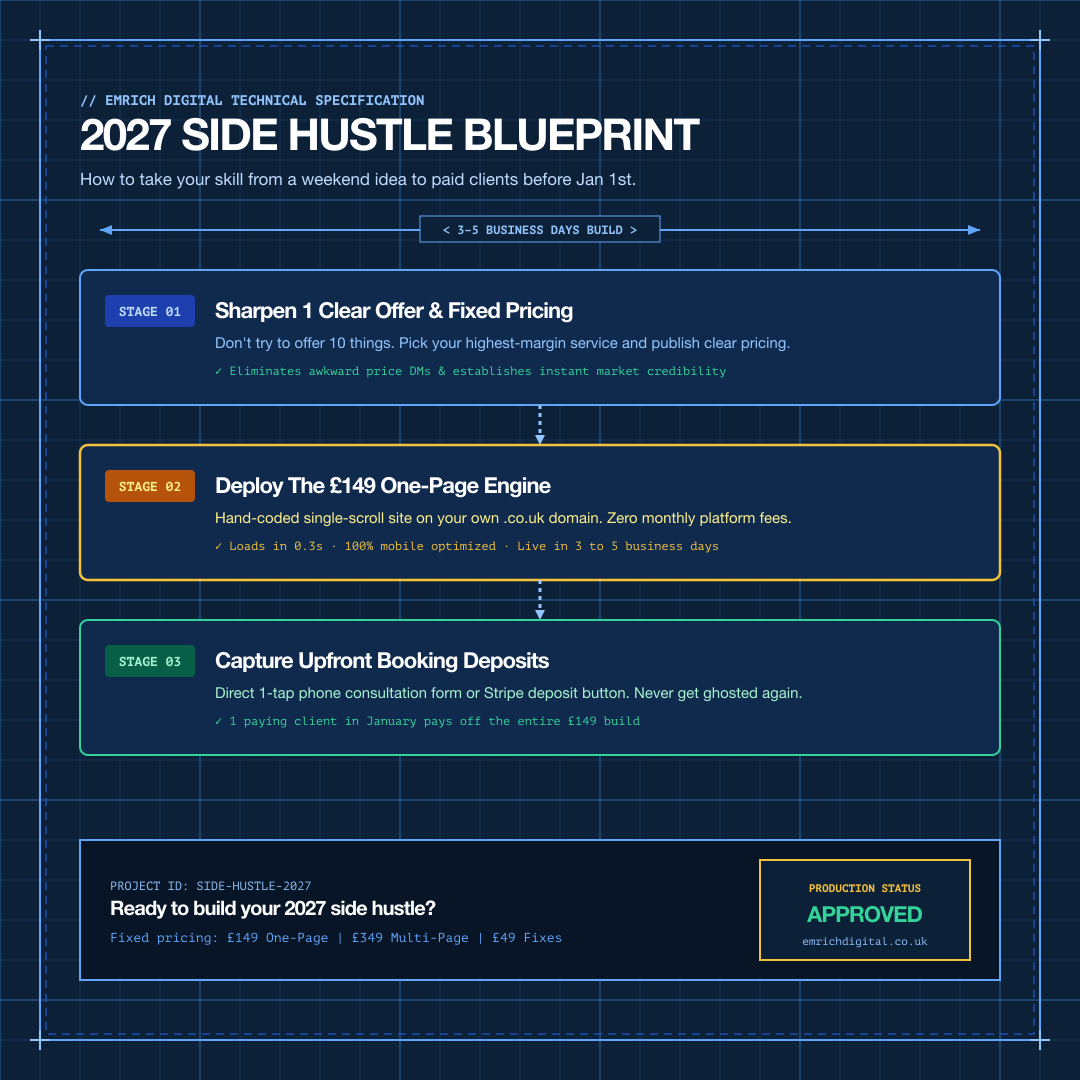 // EMRICH DIGITAL TECHNICAL SPECIFICATION
2027 SIDE HUSTLE BLUEPRINT
How to take your skill from a weekend idea to paid clients before Jan 1st.
< 3-5 BUSINESS DAYS BUILD >
STAGE 01
Sharpen 1 Clear Offer & Fixed Pricing
Don't try to offer 10 things. Pick your highest-margin service and publish clear pricing.
✓ Eliminates awkward price DMs & establishes instant market credibility
STAGE 02
Deploy The £149 One-Page Engine
Hand-coded single-scroll site on your own .co.uk domain. Zero monthly platform fees.
✓ Loads in 0.3s · 100% mobile optimized · Live in 3 to 5 business days
STAGE 03
Capture Upfront Booking Deposits
Direct 1-tap phone consultation form or Stripe deposit button. Never get ghosted again.
✓ 1 paying client in January pays off the entire £149 build
PROJECT ID: SIDE-HUSTLE-2027
Ready to build your 2027 side hustle?
Fixed pricing: £149 One-Page | £349 Multi-Page | £49 Fixes
PRODUCTION STATUS
APPROVED
emrichdigital.co.uk